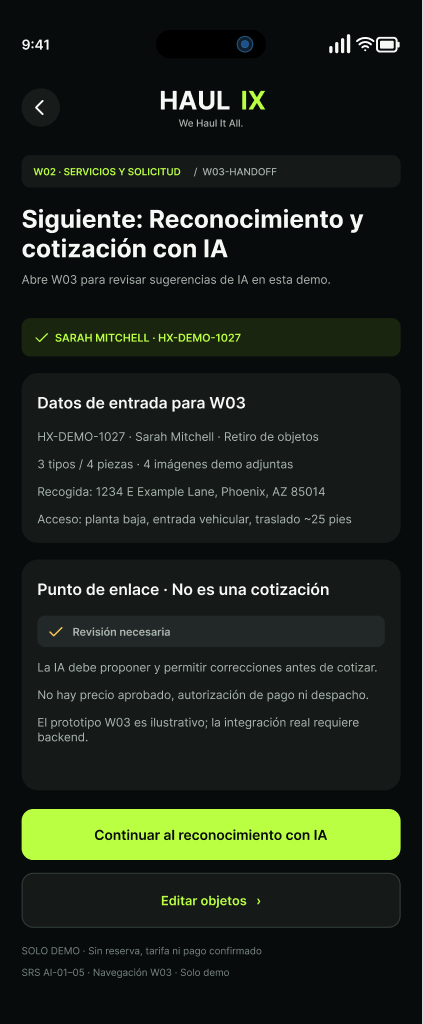 9:41
HAUL IX
We Haul It All.
W02 · SERVICIOS Y SOLICITUD / W03-HANDOFF
Siguiente: Reconocimiento y
cotización con IA
Abre W03 para revisar sugerencias de IA en esta demo.
SARAH MITCHELL · HX-DEMO-1027
Datos de entrada para W03
HX-DEMO-1027 · Sarah Mitchell · Retiro de objetos
3 tipos / 4 piezas · 4 imágenes demo adjuntas
Recogida: 1234 E Example Lane, Phoenix, AZ 85014
Acceso: planta baja, entrada vehicular, traslado ~25 pies
Punto de enlace · No es una cotización
Revisión necesaria
La IA debe proponer y permitir correcciones antes de cotizar.
No hay precio aprobado, autorización de pago ni despacho.
El prototipo W03 es ilustrativo; la integración real requiere
backend.
Continuar al reconocimiento con IA
Editar objetos ›
SOLO DEMO · Sin reserva, tarifa ni pago confirmado
SRS AI-01–05 · Navegación W03 · Solo demo